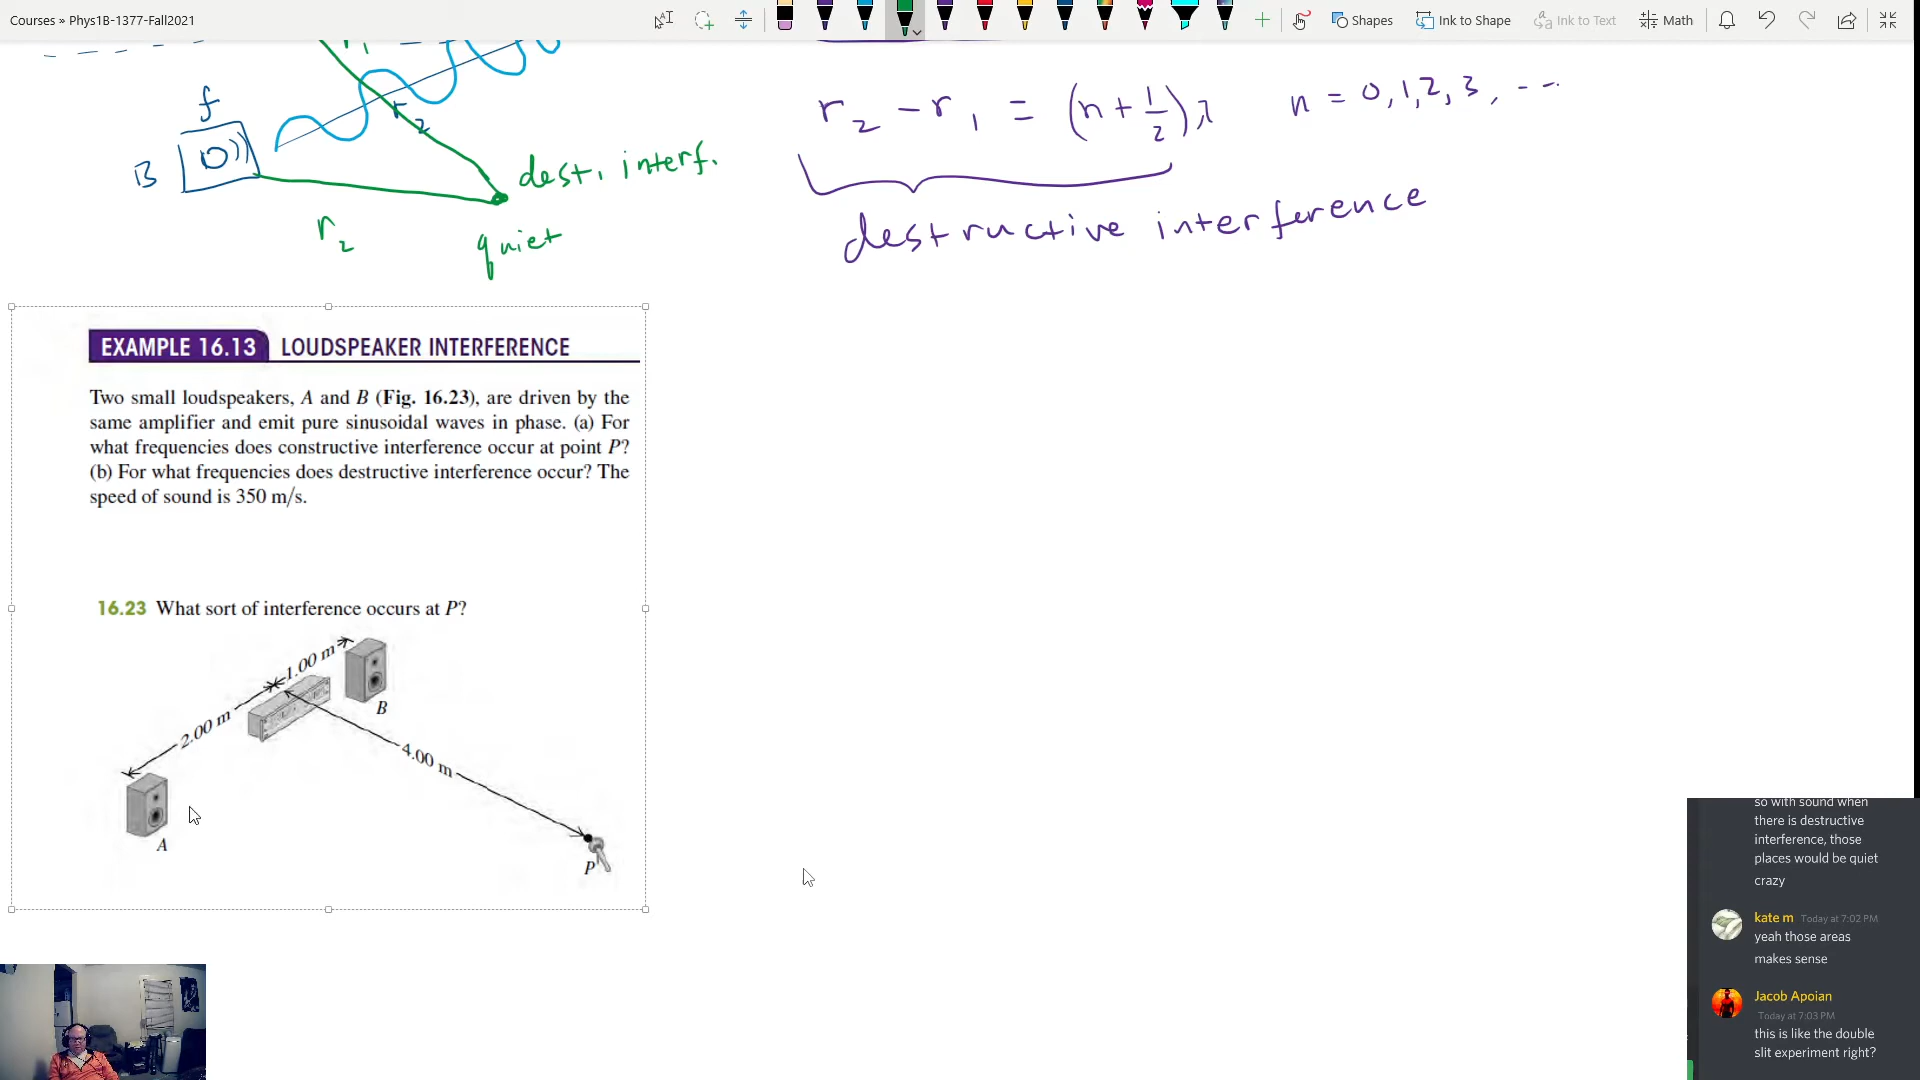 Courses » Phys1B-1377-Fall2021
Shapes
Ink to Shape
Ink to Text
Math
r₁
f
B
r₂
dest. interf.
r₂
quiet
r₂ - r₁ = (n + 1/2) λ n = 0, 1, 2, 3, ...
destructive interference
EXAMPLE 16.13 LOUDSPEAKER INTERFERENCE
Two small loudspeakers, A and B (Fig. 16.23), are driven by the
same amplifier and emit pure sinusoidal waves in phase. (a) For
what frequencies does constructive interference occur at point P?
(b) For what frequencies does destructive interference occur? The
speed of sound is 350 m/s.
16.23 What sort of interference occurs at P?
1.00 m
B
2.00 m
4.00 m
A
P
so with sound when
there is destructive
interference, those
places would be quiet
crazy
kate m Today at 7:02 PM
yeah those areas
makes sense
Jacob Apoian
Today at 7:03 PM
this is like the double
slit experiment right?